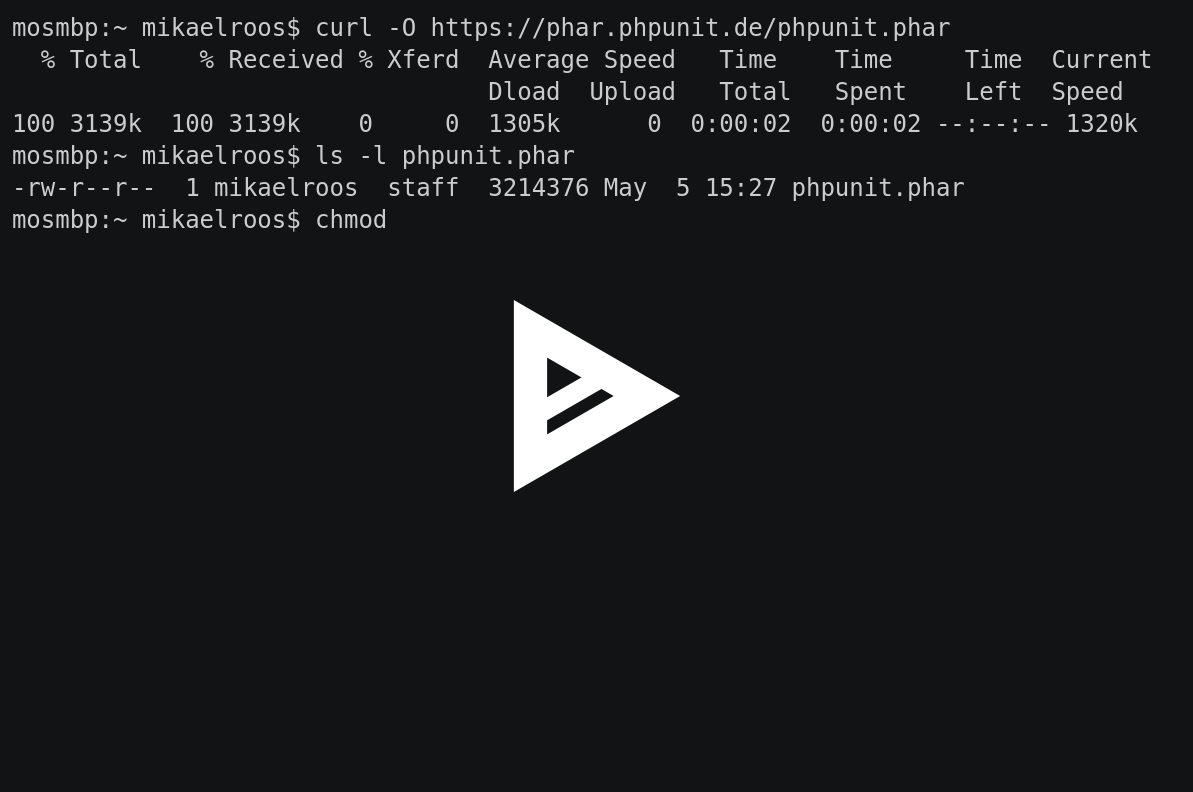 mosmbp:~ mikaelroos$ curl -O https://phar.phpunit.de/phpunit.phar
  % Total    % Received % Xferd  Average Speed   Time    Time     Time  Current
                                 Dload  Upload   Total   Spent    Left  Speed
100 3139k  100 3139k    0     0  1305k      0  0:00:02  0:00:02 --:--:-- 1320k
mosmbp:~ mikaelroos$ ls -l phpunit.phar
-rw-r--r--  1 mikaelroos  staff  3214376 May  5 15:27 phpunit.phar
mosmbp:~ mikaelroos$ chmod